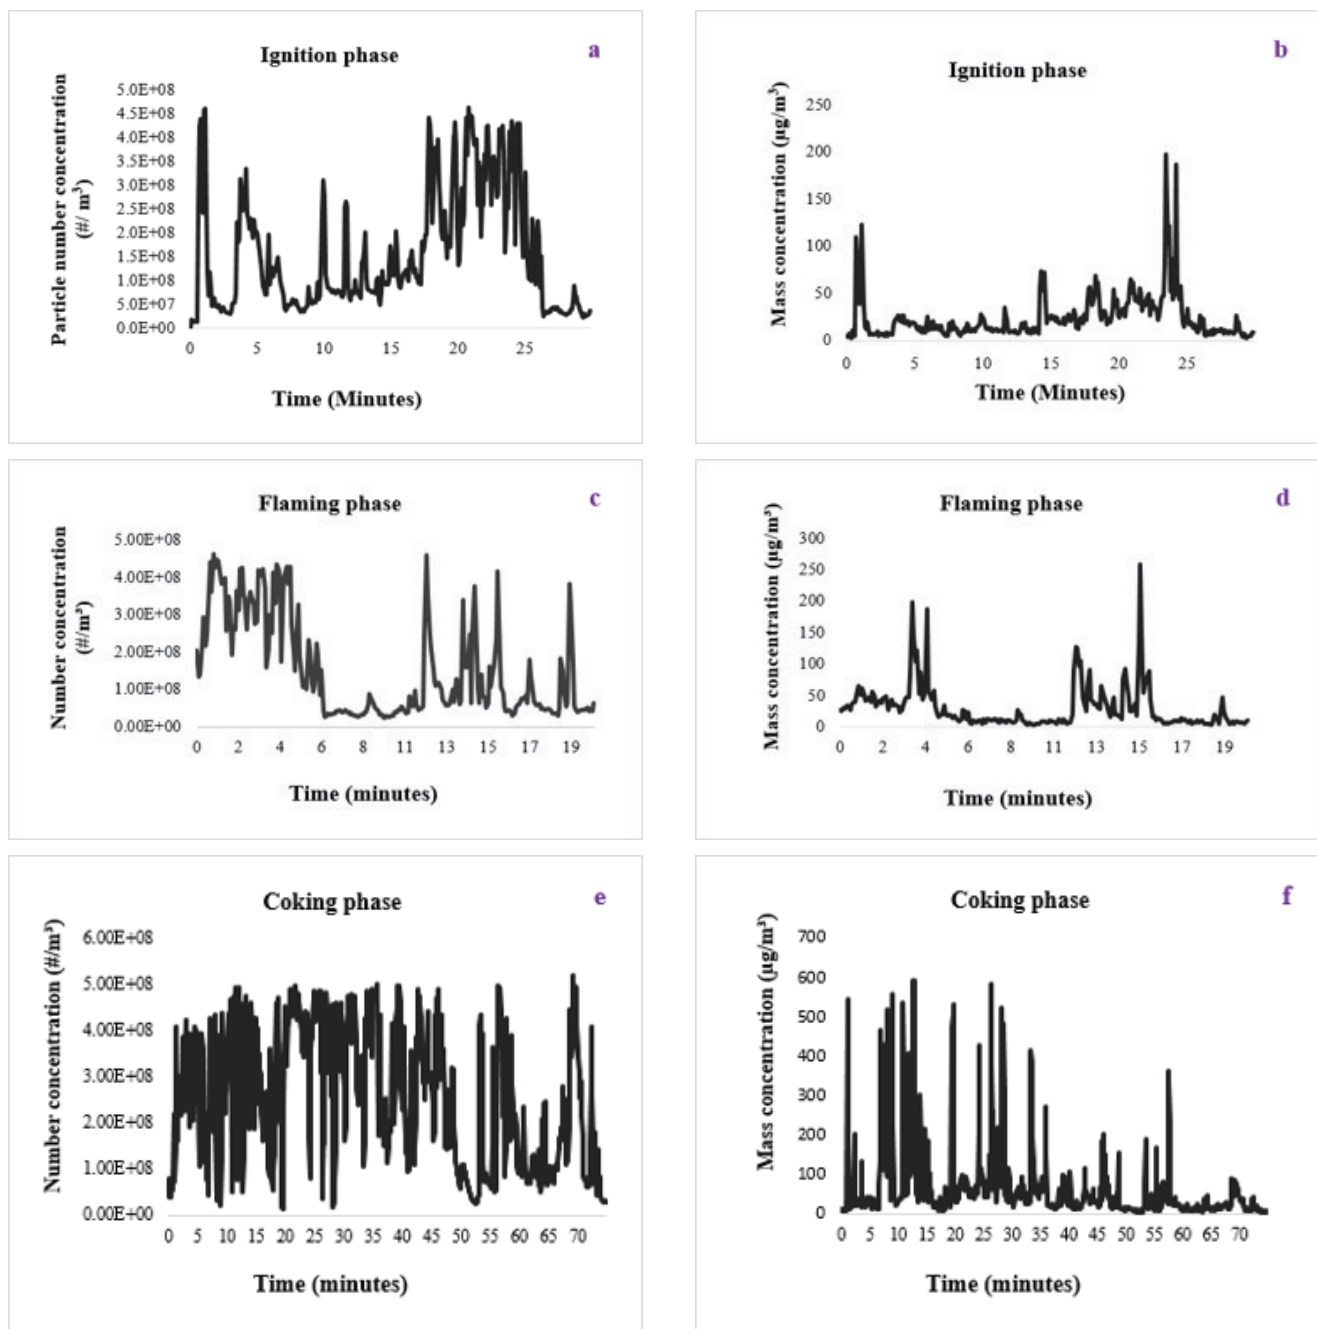 Ignition phase
a
Particle number concentration
(#/ m³)
5.0E+08
4.5E+08
4.0E+08
3.5E+08
3.0E+08
2.5E+08
2.0E+08
1.5E+08
1.0E+08
5.0E+07
0.0E+00
0 5 10 15 20 25
Time (Minutes)
Ignition phase
b
Mass concentration (µg/m³)
250
200
150
100
50
0
0 5 10 15 20 25
Time (Minutes)
Flaming phase
c
Number concentration
(#/m³)
5.00E+08
4.00E+08
3.00E+08
2.00E+08
1.00E+08
0.00E+00
0 2 4 6 8 11 13 15 17 19
Time (minutes)
Flaming phase
d
Mass concentration (µg/m³)
300
250
200
150
100
50
0
0 2 4 6 8 11 13 15 17 19
Time (minutes)
Coking phase
e
Number concentration (#/m³)
6.00E+08
5.00E+08
4.00E+08
3.00E+08
2.00E+08
1.00E+08
0.00E+00
0 5 10 15 20 25 30 35 40 45 50 55 60 65 70
Time (minutes)
Coking phase
f
Mass concentration (µg/m³)
700
600
500
400
300
200
100
0
0 5 10 15 20 25 30 35 40 45 50 55 60 65 70
Time (minutes)